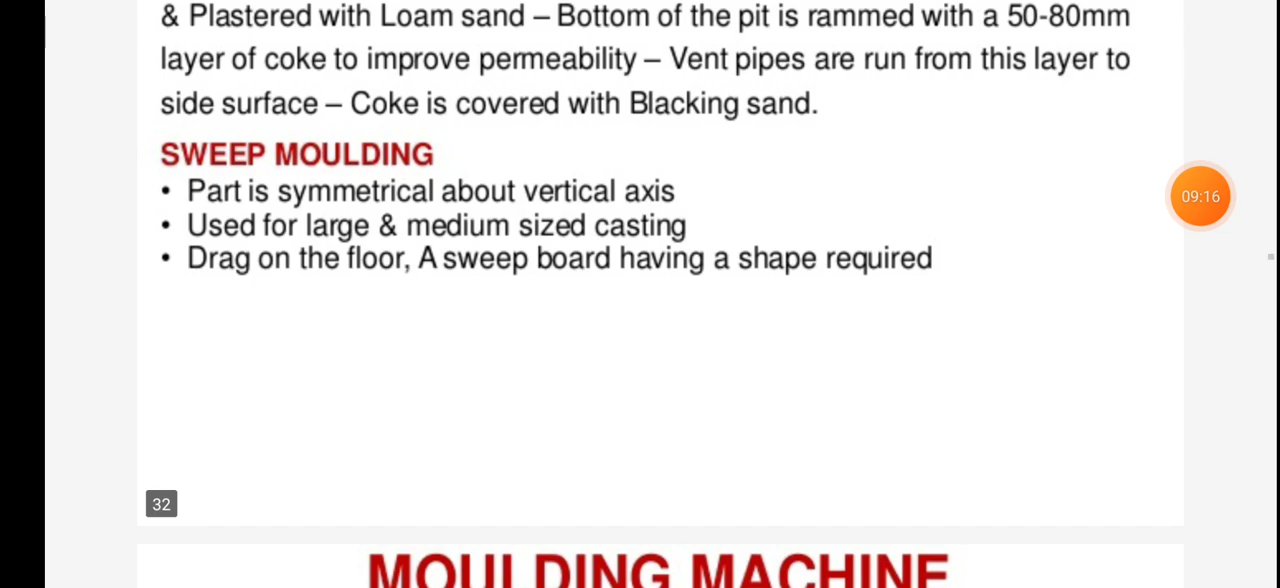 & Plastered with Loam sand – Bottom of the pit is rammed with a 50-80mm
layer of coke to improve permeability – Vent pipes are run from this layer to
side surface – Coke is covered with Blacking sand.
SWEEP MOULDING
• Part is symmetrical about vertical axis
• Used for large & medium sized casting
• Drag on the floor, A sweep board having a shape required
09:16
32
MOULDING MACHINE